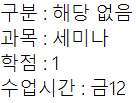 구분 : 해당 없음
과목 : 세미나
학점 : 1
수업시간 : 금12